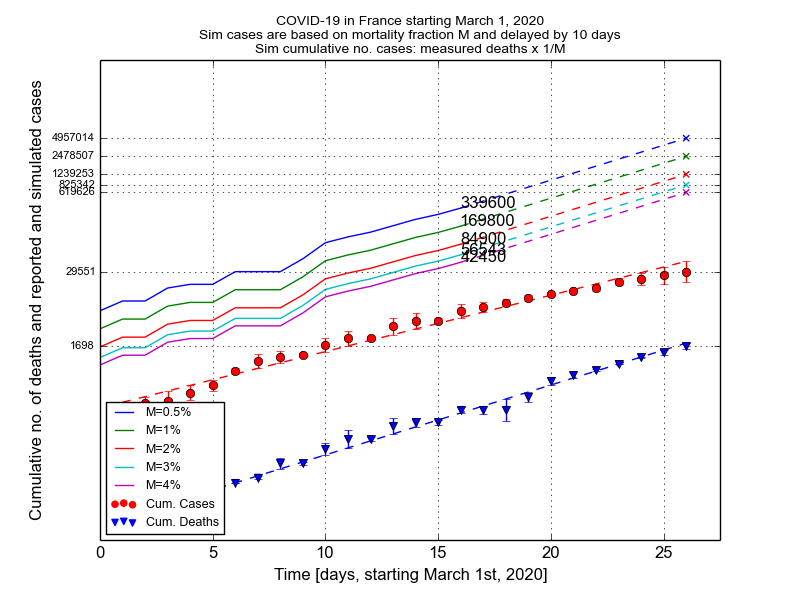 COVID-19 in France starting March 1, 2020
Sim cases are based on mortality fraction M and delayed by 10 days
Sim cumulative no. cases: measured deaths x 1/M
Cumulative no. of deaths and reported and simulated cases
4957014
2478507
1239253
825342
619626
29551
1698
339600
169800
84900
56543
42450
M=0.5%
M=1%
M=2%
M=3%
M=4%
Cum. Cases
Cum. Deaths
0 5 10 15 20 25
Time [days, starting March 1st, 2020]